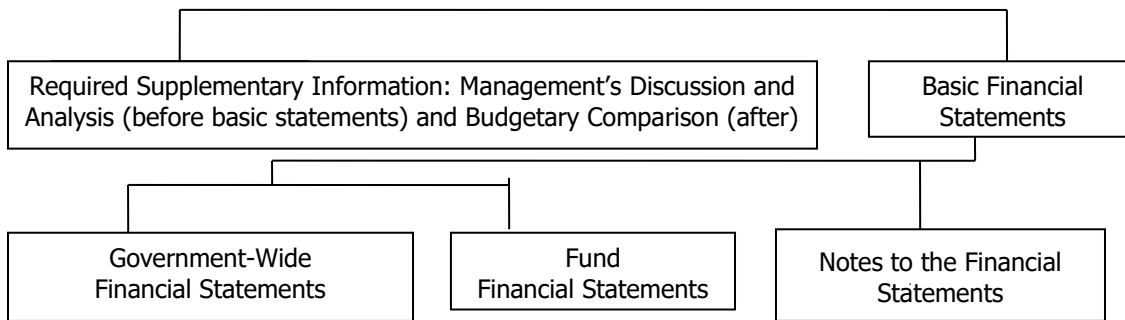 Required Supplementary Information: Management’s Discussion and
Analysis (before basic statements) and Budgetary Comparison (after)
Basic Financial
Statements
Government-Wide
Financial Statements
Fund
Financial Statements
Notes to the Financial
Statements